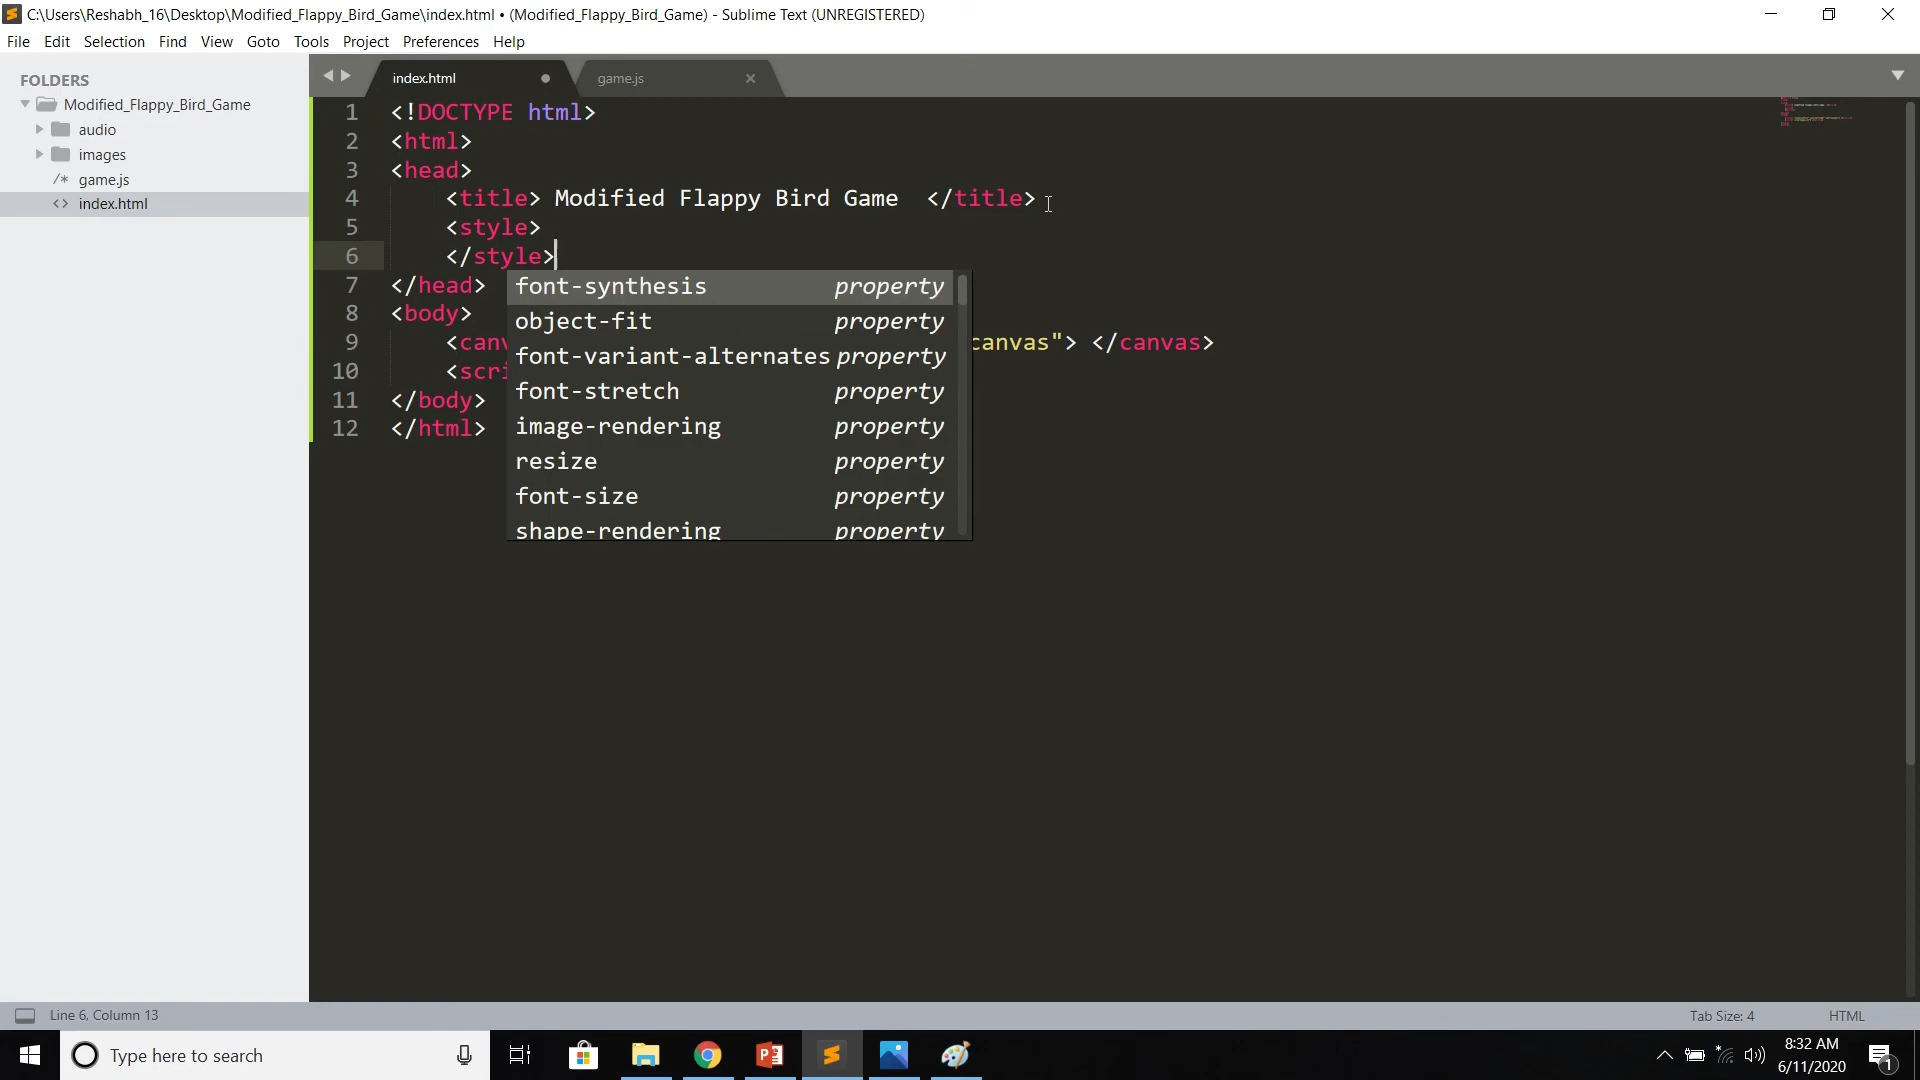 C:\Users\Reshabh_16\Desktop\Modified_Flappy_Bird_Game\index.html • (Modified_Flappy_Bird_Game) - Sublime Text (UNREGISTERED)
File Edit Selection Find View Goto Tools Project Preferences Help
FOLDERS
Modified_Flappy_Bird_Game
audio
images
/* game.js
<> index.html
index.html
game.js
1 <!DOCTYPE html>
2 <html>
3 <head>
4 <title> Modified Flappy Bird Game </title>
5 <style>
6 </style>
7 </head>
8 <body>
9 <canv canvas"> </canvas>
10 <scri
11 </body>
12 </html>
font-synthesis property
object-fit property
font-variant-alternates property
font-stretch property
image-rendering property
resize property
font-size property
shape-rendering property
Line 6, Column 13
Tab Size: 4
HTML
Type here to search
8:32 AM
6/11/2020
1